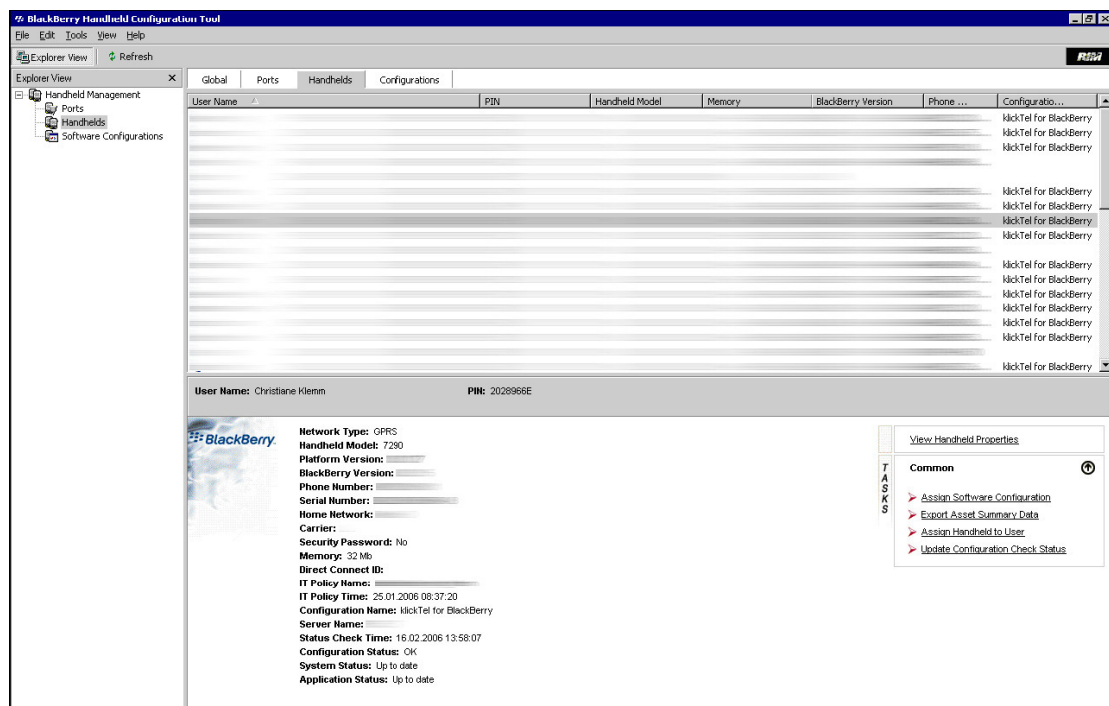 BlackBerry Handheld Configuration Tool
File Edit Tools View Help
Explorer View Refresh
RIM
Explorer View X
Global Ports Handhelds Configurations
Handheld Management
Ports
Handhelds
Software Configurations
User Name PIN Handheld Model Memory BlackBerry Version Phone ... Configuratio...
klickTel for BlackBerry
klickTel for BlackBerry
klickTel for BlackBerry
klickTel for BlackBerry
klickTel for BlackBerry
klickTel for BlackBerry
klickTel for BlackBerry
klickTel for BlackBerry
klickTel for BlackBerry
klickTel for BlackBerry
klickTel for BlackBerry
klickTel for BlackBerry
klickTel for BlackBerry
klickTel for BlackBerry
User Name: Christiane Klemm PIN: 2028966E
BlackBerry.
Network Type: GPRS
Handheld Model: 7290
Platform Version:
BlackBerry Version:
Phone Number:
Serial Number:
Home Network:
Carrier:
Security Password: No
Memory: 32 Mb
Direct Connect ID:
IT Policy Name:
IT Policy Time: 25.01.2006 08:37:20
Configuration Name: klickTel for BlackBerry
Server Name:
Status Check Time: 16.02.2006 13:58:07
Configuration Status: OK
System Status: Up to date
Application Status: Up to date
TASKS
View Handheld Properties
Common
Assign Software Configuration
Export Asset Summary Data
Assign Handheld to User
Update Configuration Check Status